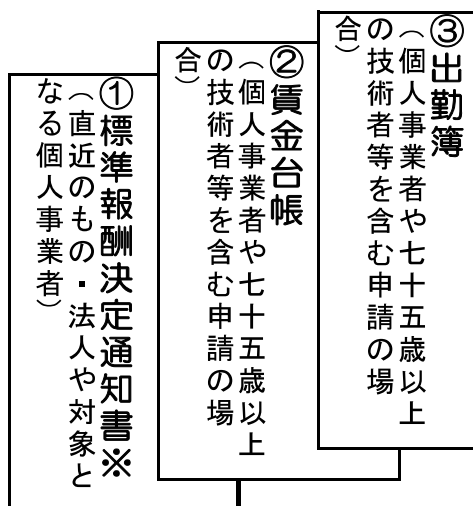 ③出勤簿
（個人事業者や七十五歳以上
の技術者等を含む申請の場
合）
②賃金台帳
（個人事業者や七十五歳以上
の技術者等を含む申請の場
合）
①標準報酬決定通知書※
（直近のもの・法人や対象と
なる個人事業者）